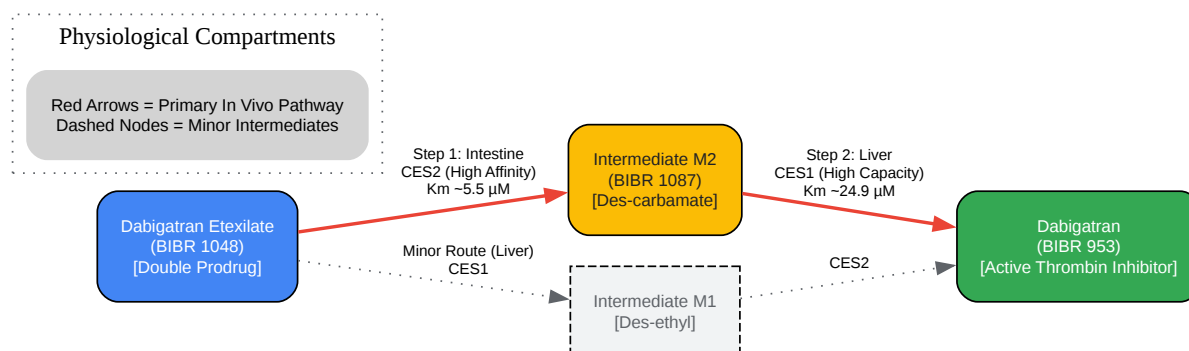 Physiological Compartments
Red Arrows = Primary In Vivo Pathway
Dashed Nodes = Minor Intermediates
Step 1: Intestine
CES2 (High Affinity)
Km ~5.5 µM
Intermediate M2
(BIBR 1087)
[Des-carbamate]
Step 2: Liver
CES1 (High Capacity)
Km ~24.9 µM
Dabigatran Etexilate
(BIBR 1048)
[Double Prodrug]
Minor Route (Liver)
CES1
Intermediate M1
[Des-ethyl]
CES2
Dabigatran
(BIBR 953)
[Active Thrombin Inhibitor]